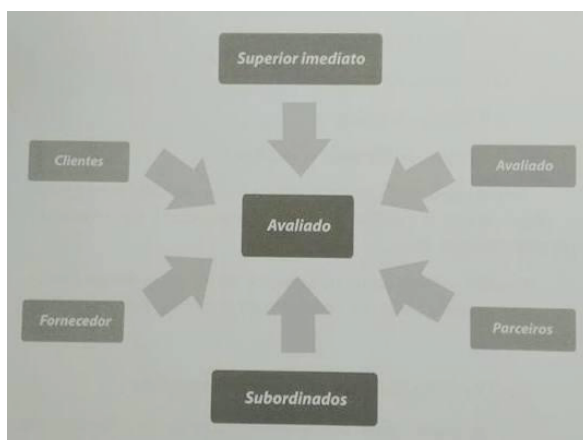 Superior imediato
Clientes
Avaliado
Avaliado
Fornecedor
Parceiros
Subordinados